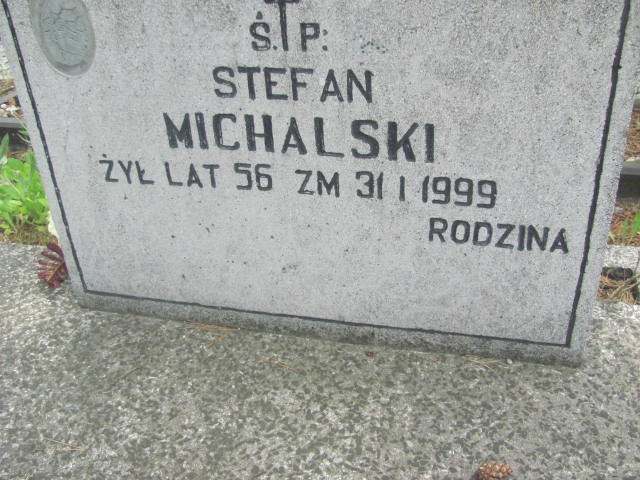 Ś.P:
STEFAN
MICHALSKI
ŻYŁ LAT 56 ZM 31 I 1999
RODZINA